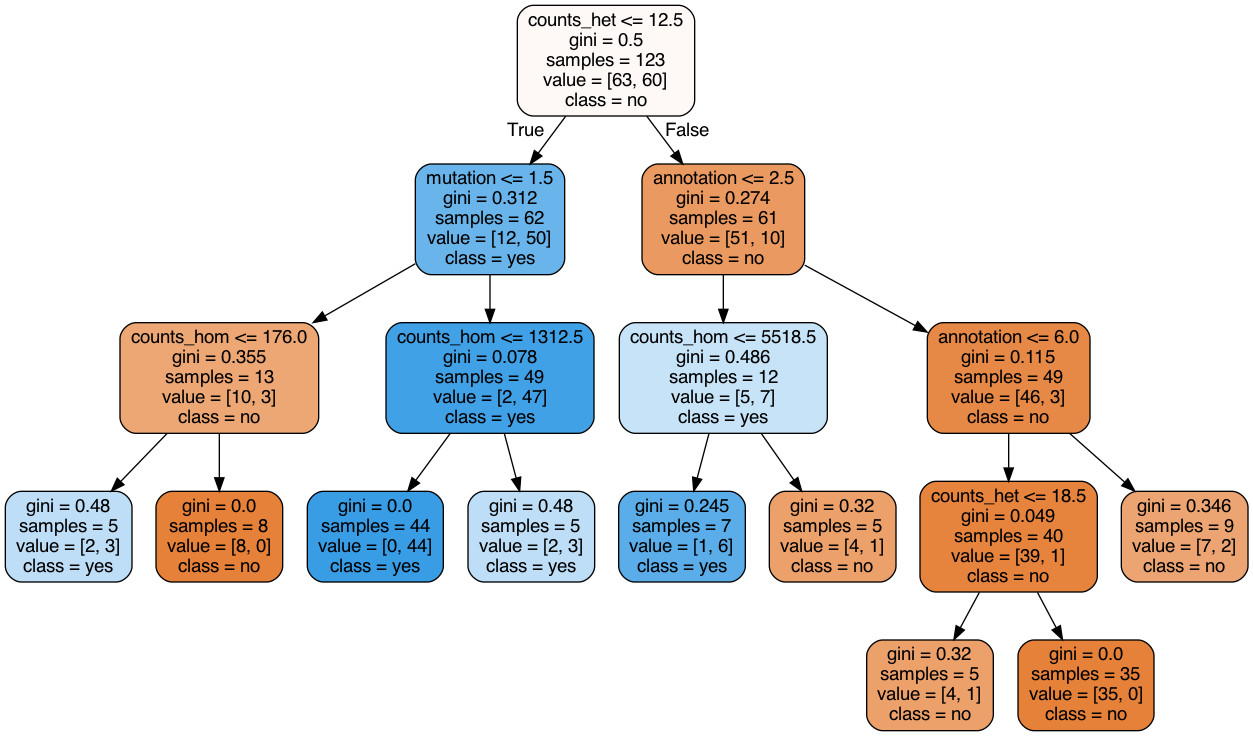 counts_het <= 12.5
gini = 0.5
samples = 123
value = [63, 60]
class = no
True
False
mutation <= 1.5
gini = 0.312
samples = 62
value = [12, 50]
class = yes
annotation <= 2.5
gini = 0.274
samples = 61
value = [51, 10]
class = no
counts_hom <= 176.0
gini = 0.355
samples = 13
value = [10, 3]
class = no
counts_hom <= 1312.5
gini = 0.078
samples = 49
value = [2, 47]
class = yes
counts_hom <= 5518.5
gini = 0.486
samples = 12
value = [5, 7]
class = yes
annotation <= 6.0
gini = 0.115
samples = 49
value = [46, 3]
class = no
gini = 0.48
samples = 5
value = [2, 3]
class = yes
gini = 0.0
samples = 8
value = [8, 0]
class = no
gini = 0.0
samples = 44
value = [0, 44]
class = yes
gini = 0.48
samples = 5
value = [2, 3]
class = yes
gini = 0.245
samples = 7
value = [1, 6]
class = yes
gini = 0.32
samples = 5
value = [4, 1]
class = no
counts_het <= 18.5
gini = 0.049
samples = 40
value = [39, 1]
class = no
gini = 0.346
samples = 9
value = [7, 2]
class = no
gini = 0.32
samples = 5
value = [4, 1]
class = no
gini = 0.0
samples = 35
value = [35, 0]
class = no